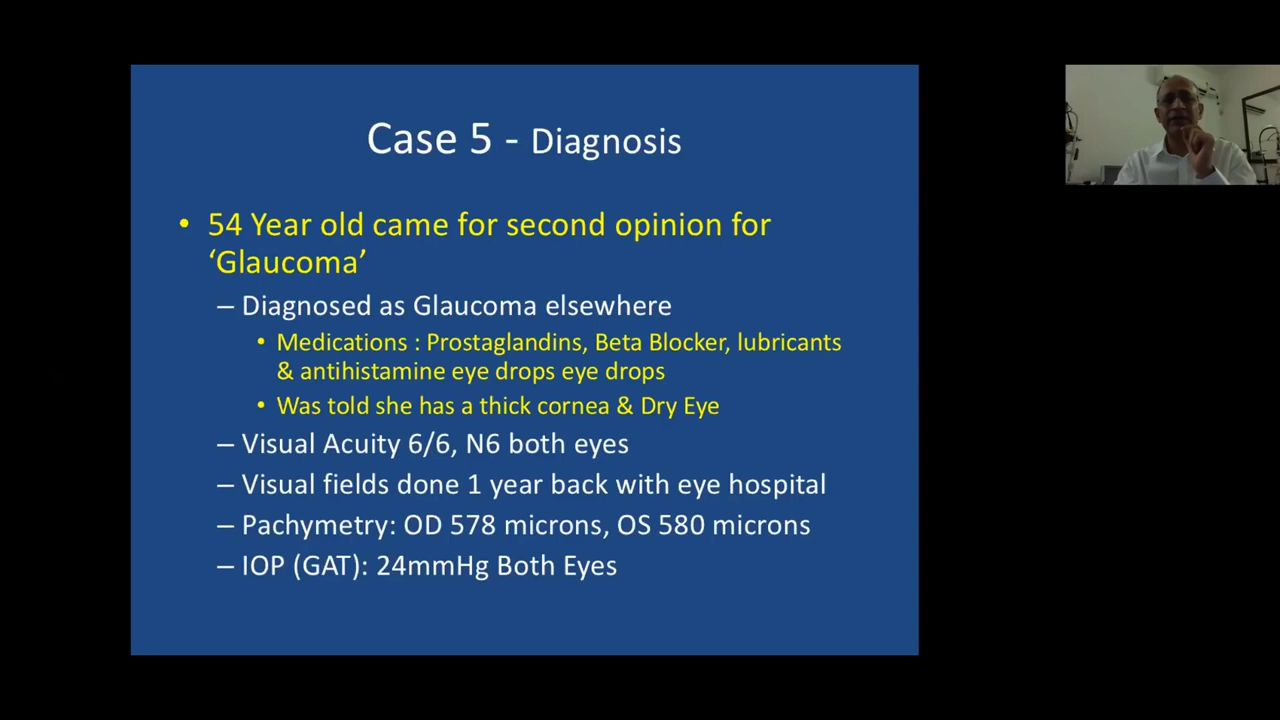 Case 5 - Diagnosis
• 54 Year old came for second opinion for
‘Glaucoma’
– Diagnosed as Glaucoma elsewhere
• Medications : Prostaglandins, Beta Blocker, lubricants
& antihistamine eye drops eye drops
• Was told she has a thick cornea & Dry Eye
– Visual Acuity 6/6, N6 both eyes
– Visual fields done 1 year back with eye hospital
– Pachymetry: OD 578 microns, OS 580 microns
– IOP (GAT): 24mmHg Both Eyes